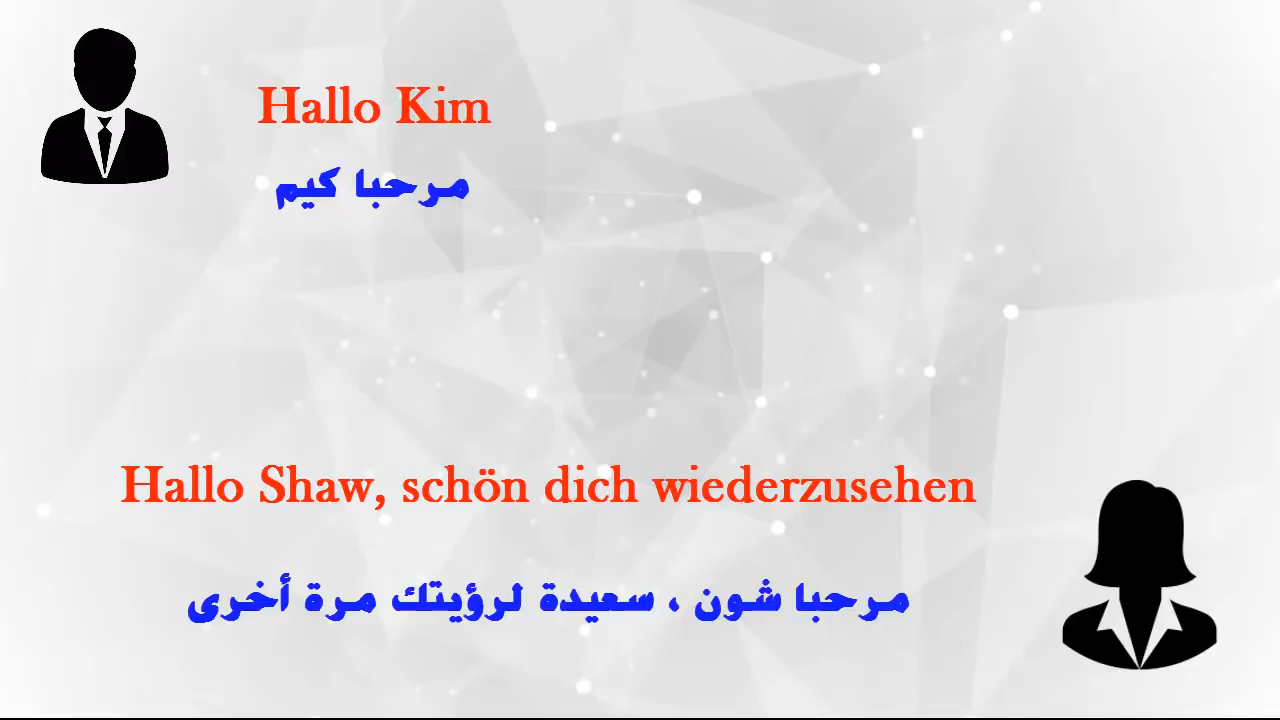 Hallo Kim
مرحبا كيم
Hallo Shaw, schön dich wiederzusehen
مرحبا شون ، سعيدة لرؤيتك مرة أخرى